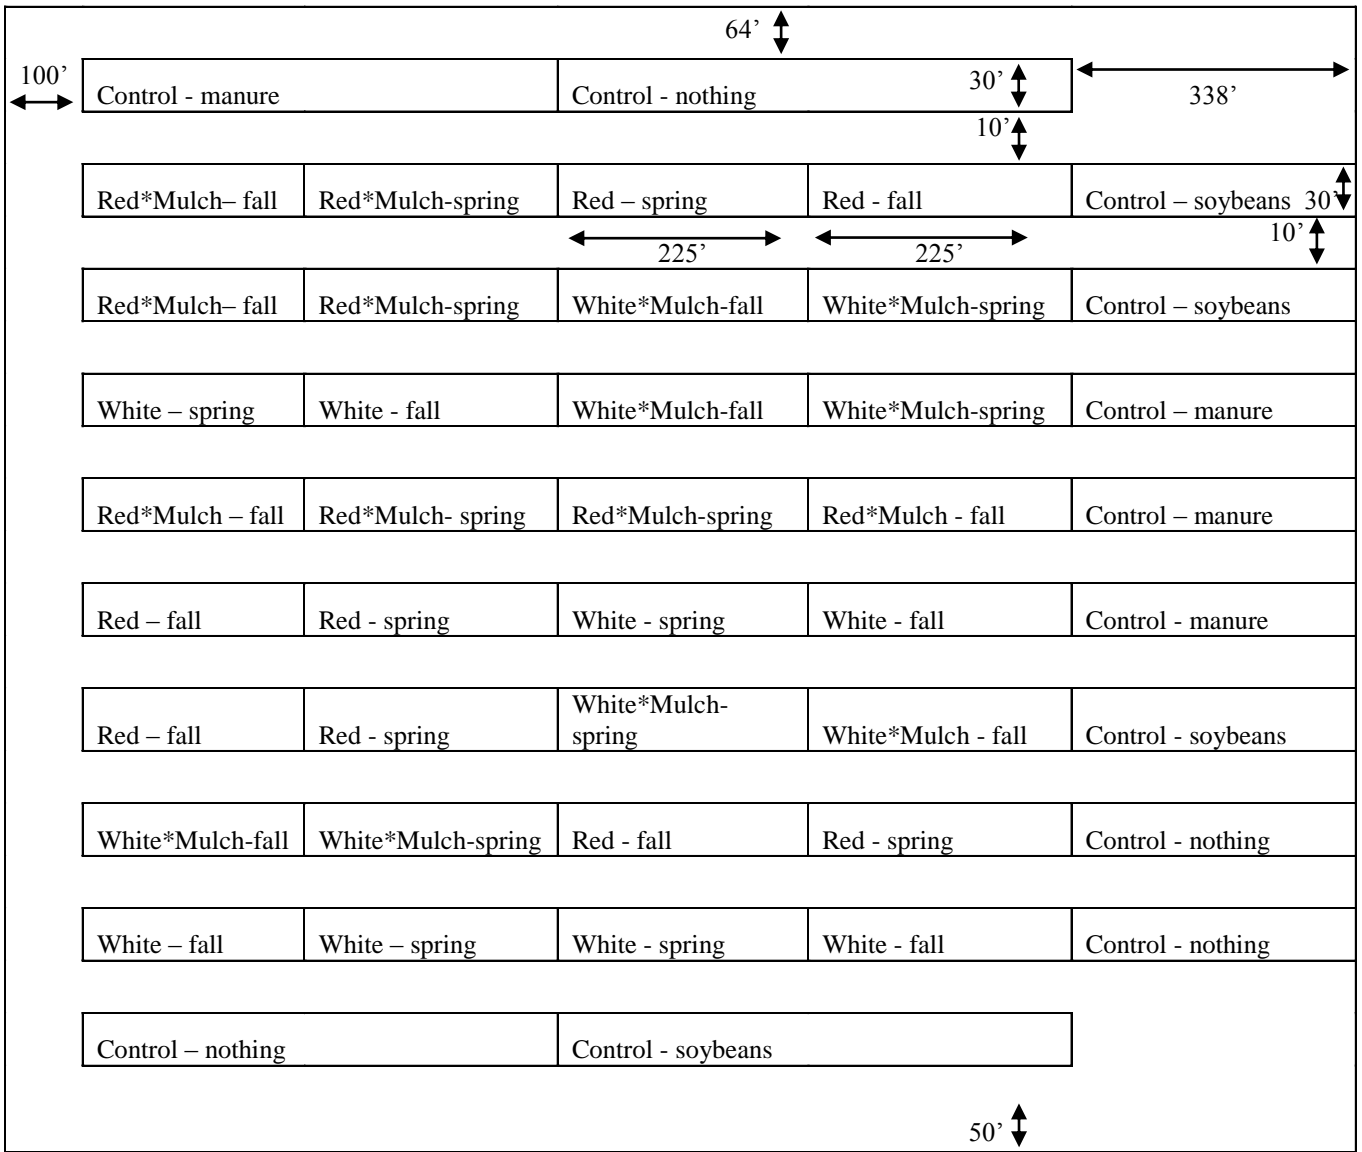 64’
100’
Control - manure
Control - nothing
30’
338’
10’
Red*Mulch– fall
Red*Mulch-spring
Red – spring
Red - fall
Control – soybeans
30’
225’
225’
10’
Red*Mulch– fall
Red*Mulch-spring
White*Mulch-fall
White*Mulch-spring
Control – soybeans
White – spring
White - fall
White*Mulch-fall
White*Mulch-spring
Control – manure
Red*Mulch – fall
Red*Mulch- spring
Red*Mulch-spring
Red*Mulch - fall
Control – manure
Red – fall
Red - spring
White - spring
White - fall
Control - manure
Red – fall
Red - spring
White*Mulch-
spring
White*Mulch - fall
Control - soybeans
White*Mulch-fall
White*Mulch-spring
Red - fall
Red - spring
Control - nothing
White – fall
White – spring
White - spring
White - fall
Control - nothing
Control – nothing
Control - soybeans
50’